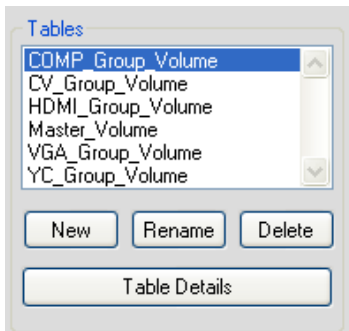 Tables
COMP_Group_Volume
CV_Group_Volume
HDMI_Group_Volume
Master_Volume
VGA_Group_Volume
YC_Group_Volume
New Rename Delete
Table Details